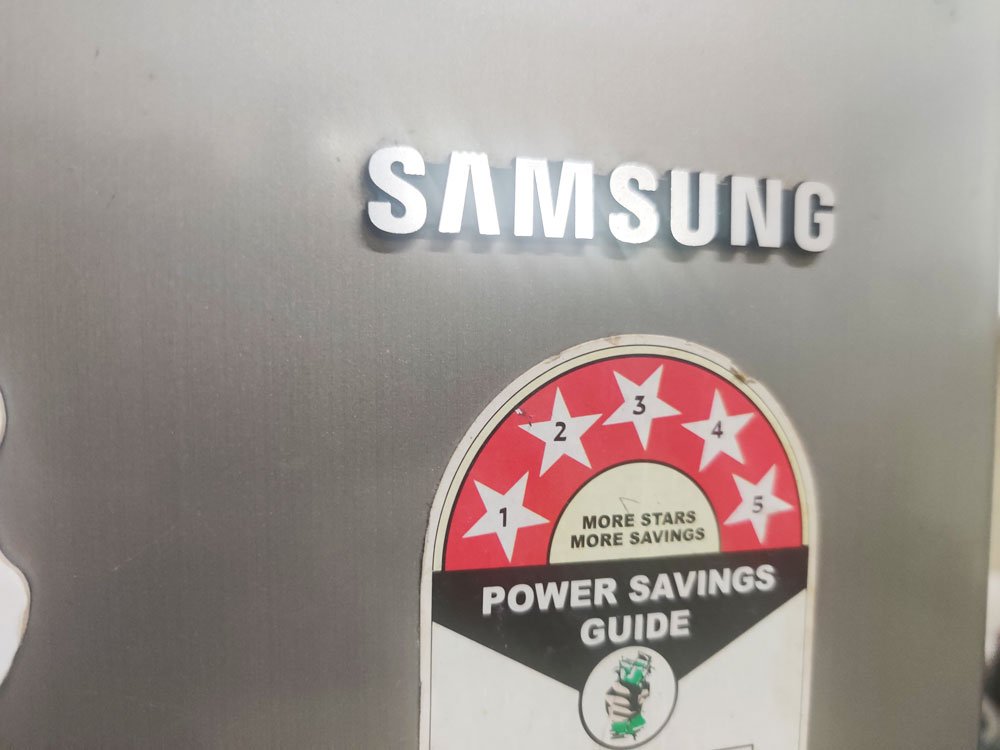 SAMSUNG
1 2 3 4 5
MORE STARS
MORE SAVINGS
POWER SAVINGS
GUIDE